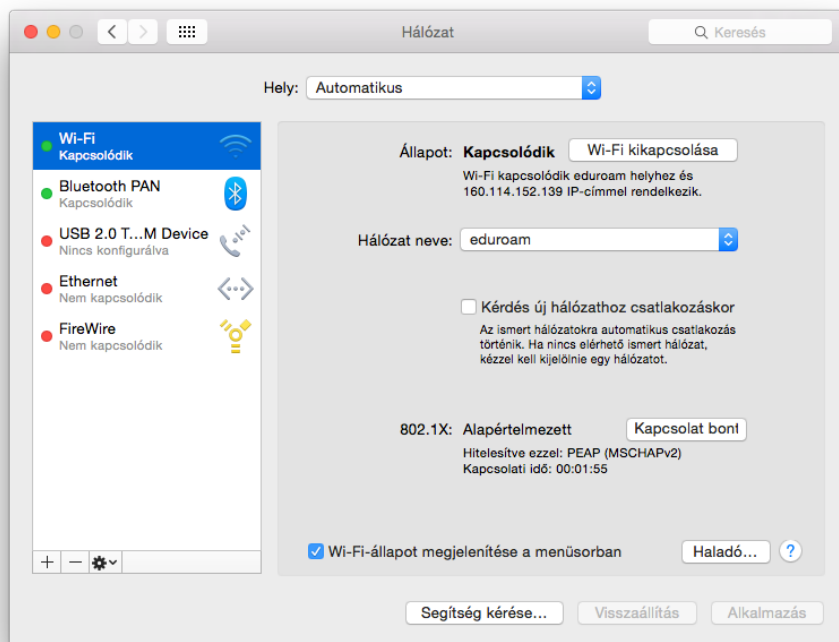 Hálózat
Keresés
Hely: Automatikus
Wi-Fi
Kapcsolódik
Bluetooth PAN
Kapcsolódik
USB 2.0 T...M Device
Nincs konfigurálva
Ethernet
Nem kapcsolódik
FireWire
Nem kapcsolódik
Állapot: Kapcsolódik Wi-Fi kikapcsolása
Wi-Fi kapcsolódik eduroam helyhez és
160.114.152.139 IP-címmel rendelkezik.
Hálózat neve: eduroam
Kérdés új hálózathoz csatlakozáskor
Az ismert hálózatokra automatikus csatlakozás
történik. Ha nincs elérhető ismert hálózat,
kézzel kell kijelölnie egy hálózatot.
802.1X: Alapértelmezett Kapcsolat bont
Hitelesítve ezzel: PEAP (MSCHAPv2)
Kapcsolati idő: 00:01:55
Wi-Fi-állapot megjelenítése a menüsorban Haladó... ?
Segítség kérése... Visszaállítás Alkalmazás